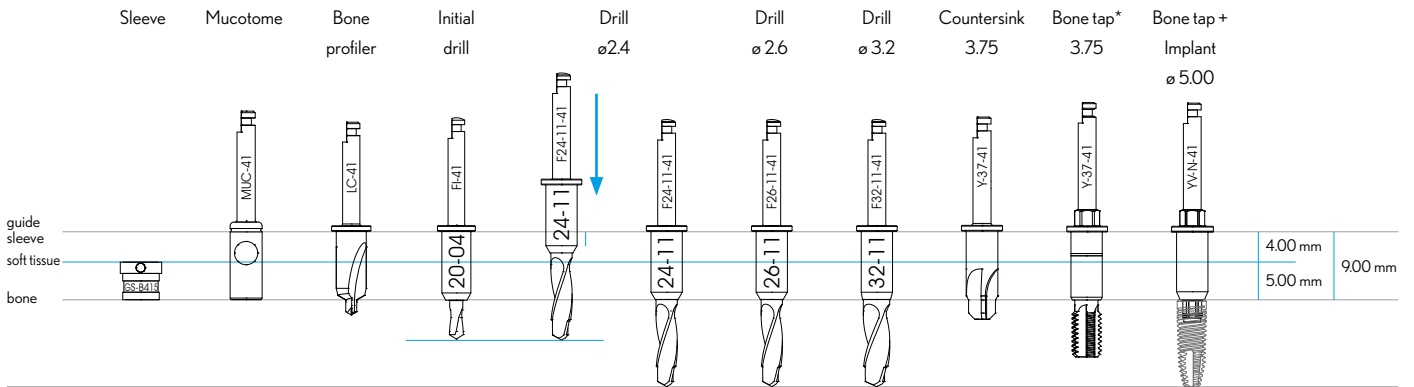 Sleeve
Mucotome
Bone
profiler
Initial
drill
Drill
ø2.4
Drill
ø 2.6
Drill
ø 3.2
Countersink
3.75
Bone tap*
3.75
Bone tap +
Implant
ø 5.00
MUC-41
LC-41
FI-41
F24-11-41
F24-11-41
F26-11-41
F32-11-41
Y-37-41
Y-37-41
YV-N-41
guide
sleeve
soft tissue
bone
GS-B415
20-04
24-11
24-11
26-11
32-11
4.00 mm
5.00 mm
9.00 mm